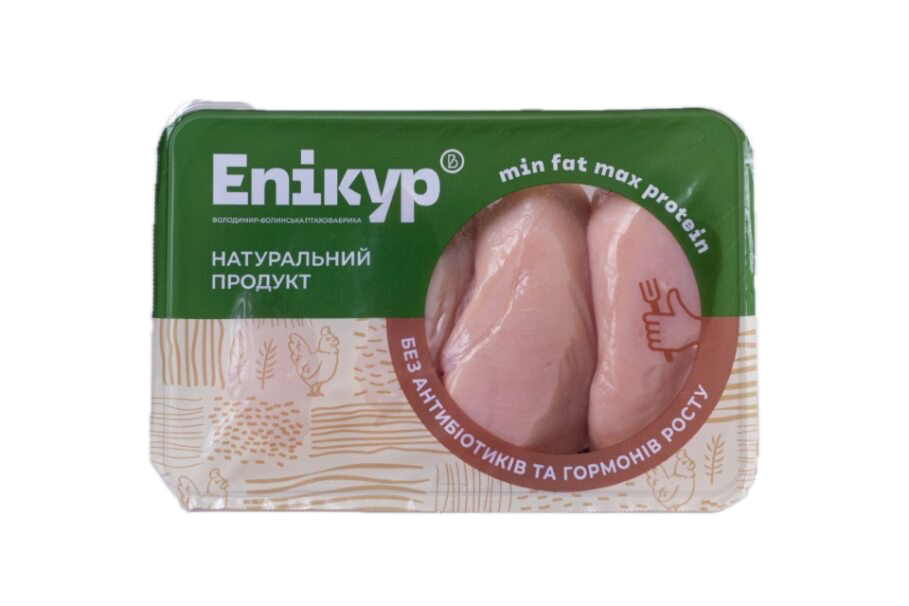 Епікур
В
ВОЛОДИМИР-ВОЛИНСЬКА ПТАХОФАБРИКА
min fat max protein
НАТУРАЛЬНИЙ
ПРОДУКТ
БЕЗ АНТИБІОТИКІВ ТА ГОРМОНІВ РОСТУ